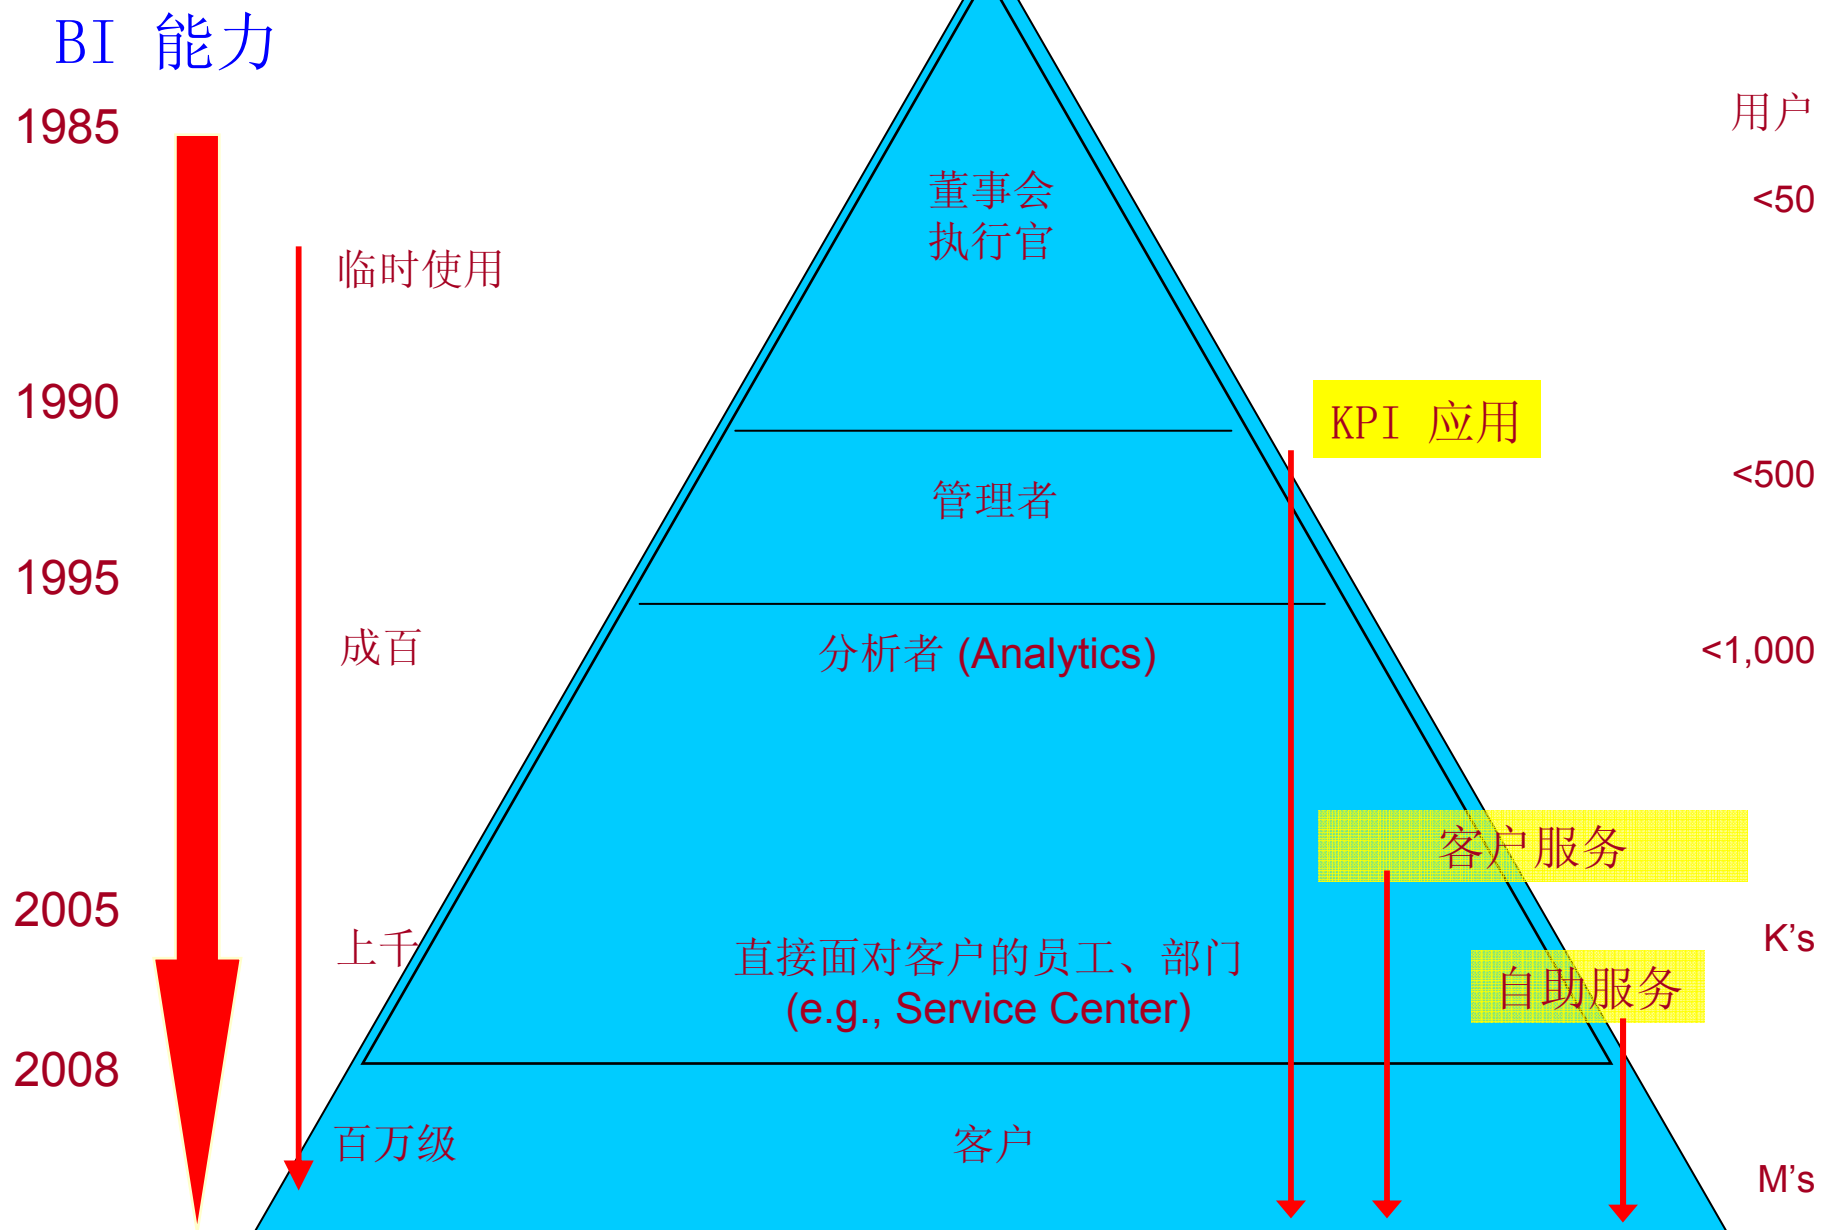 BI 能力
1985
用户
董事会
执行官
<50
临时使用
1990
KPI 应用
<500
管理者
1995
成百
分析者 (Analytics)
<1,000
客户服务
2005
上千
直接面对客户的员工、部门
(e.g., Service Center)
K's
自助服务
2008
百万级
客户
M's